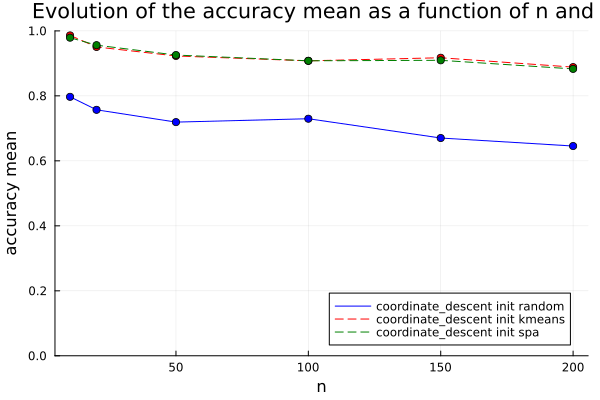 Evolution of the accuracy mean as a function of n and
accuracy mean
1.0
0.8
0.6
0.4
0.2
0.0
coordinate_descent init random
coordinate_descent init kmeans
coordinate_descent init spa
50
100
150
200
n